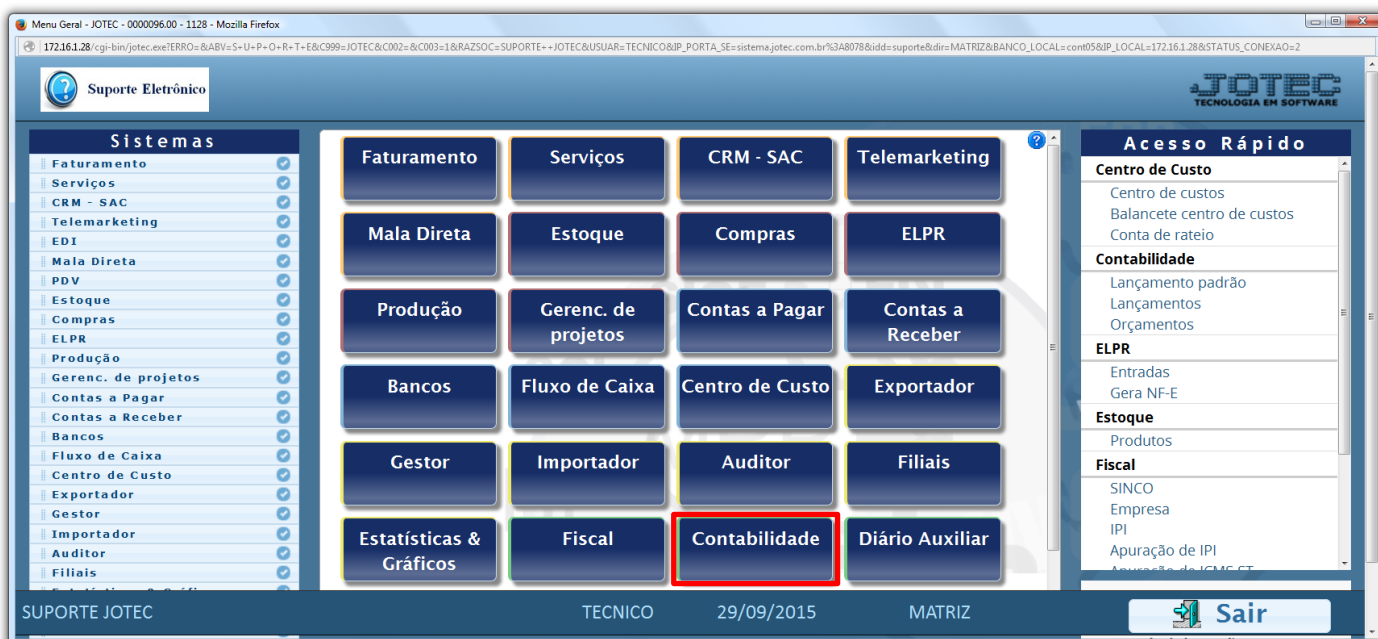 Menu Geral - JOTEC - 0000096.00 - 1128 - Mozilla Firefox
172.16.1.28/cgi-bin/jotec.exe?ERRO=&ABV=S+U+P+O+R+T+E&C999=JOTEC&C002=&C003=1&RAZSOC=SUPORTE++JOTEC&USUAR=TECNICO&IP_PORTA_SE=sistema.jotec.com.br%3A8078&idd=suporte&dir=MATRIZ&BANCO_LOCAL=cont05&IP_LOCAL=172.16.1.28&STATUS_CONEXAO=2
Suporte Eletrônico
JOTEC
TECNOLOGIA EM SOFTWARE
Sistemas
Faturamento
Serviços
CRM - SAC
Telemarketing
EDI
Mala Direta
PDV
Estoque
Compras
ELPR
Produção
Gerenc. de projetos
Contas a Pagar
Contas a Receber
Bancos
Fluxo de Caixa
Centro de Custo
Exportador
Gestor
Importador
Auditor
Filiais
Faturamento
Serviços
CRM - SAC
Telemarketing
Mala Direta
Estoque
Compras
ELPR
Produção
Gerenc. de
projetos
Contas a Pagar
Contas a
Receber
Bancos
Fluxo de Caixa
Centro de Custo
Exportador
Gestor
Importador
Auditor
Filiais
Estatísticas &
Gráficos
Fiscal
Contabilidade
Diário Auxiliar
Acesso Rápido
Centro de Custo
Centro de custos
Balancete centro de custos
Conta de rateio
Contabilidade
Lançamento padrão
Lançamentos
Orçamentos
ELPR
Entradas
Gera NF-E
Estoque
Produtos
Fiscal
SINCO
Empresa
IPI
Apuração de IPI
Apuração de ICMS ST
SUPORTE JOTEC
TECNICO
29/09/2015
MATRIZ
Sair